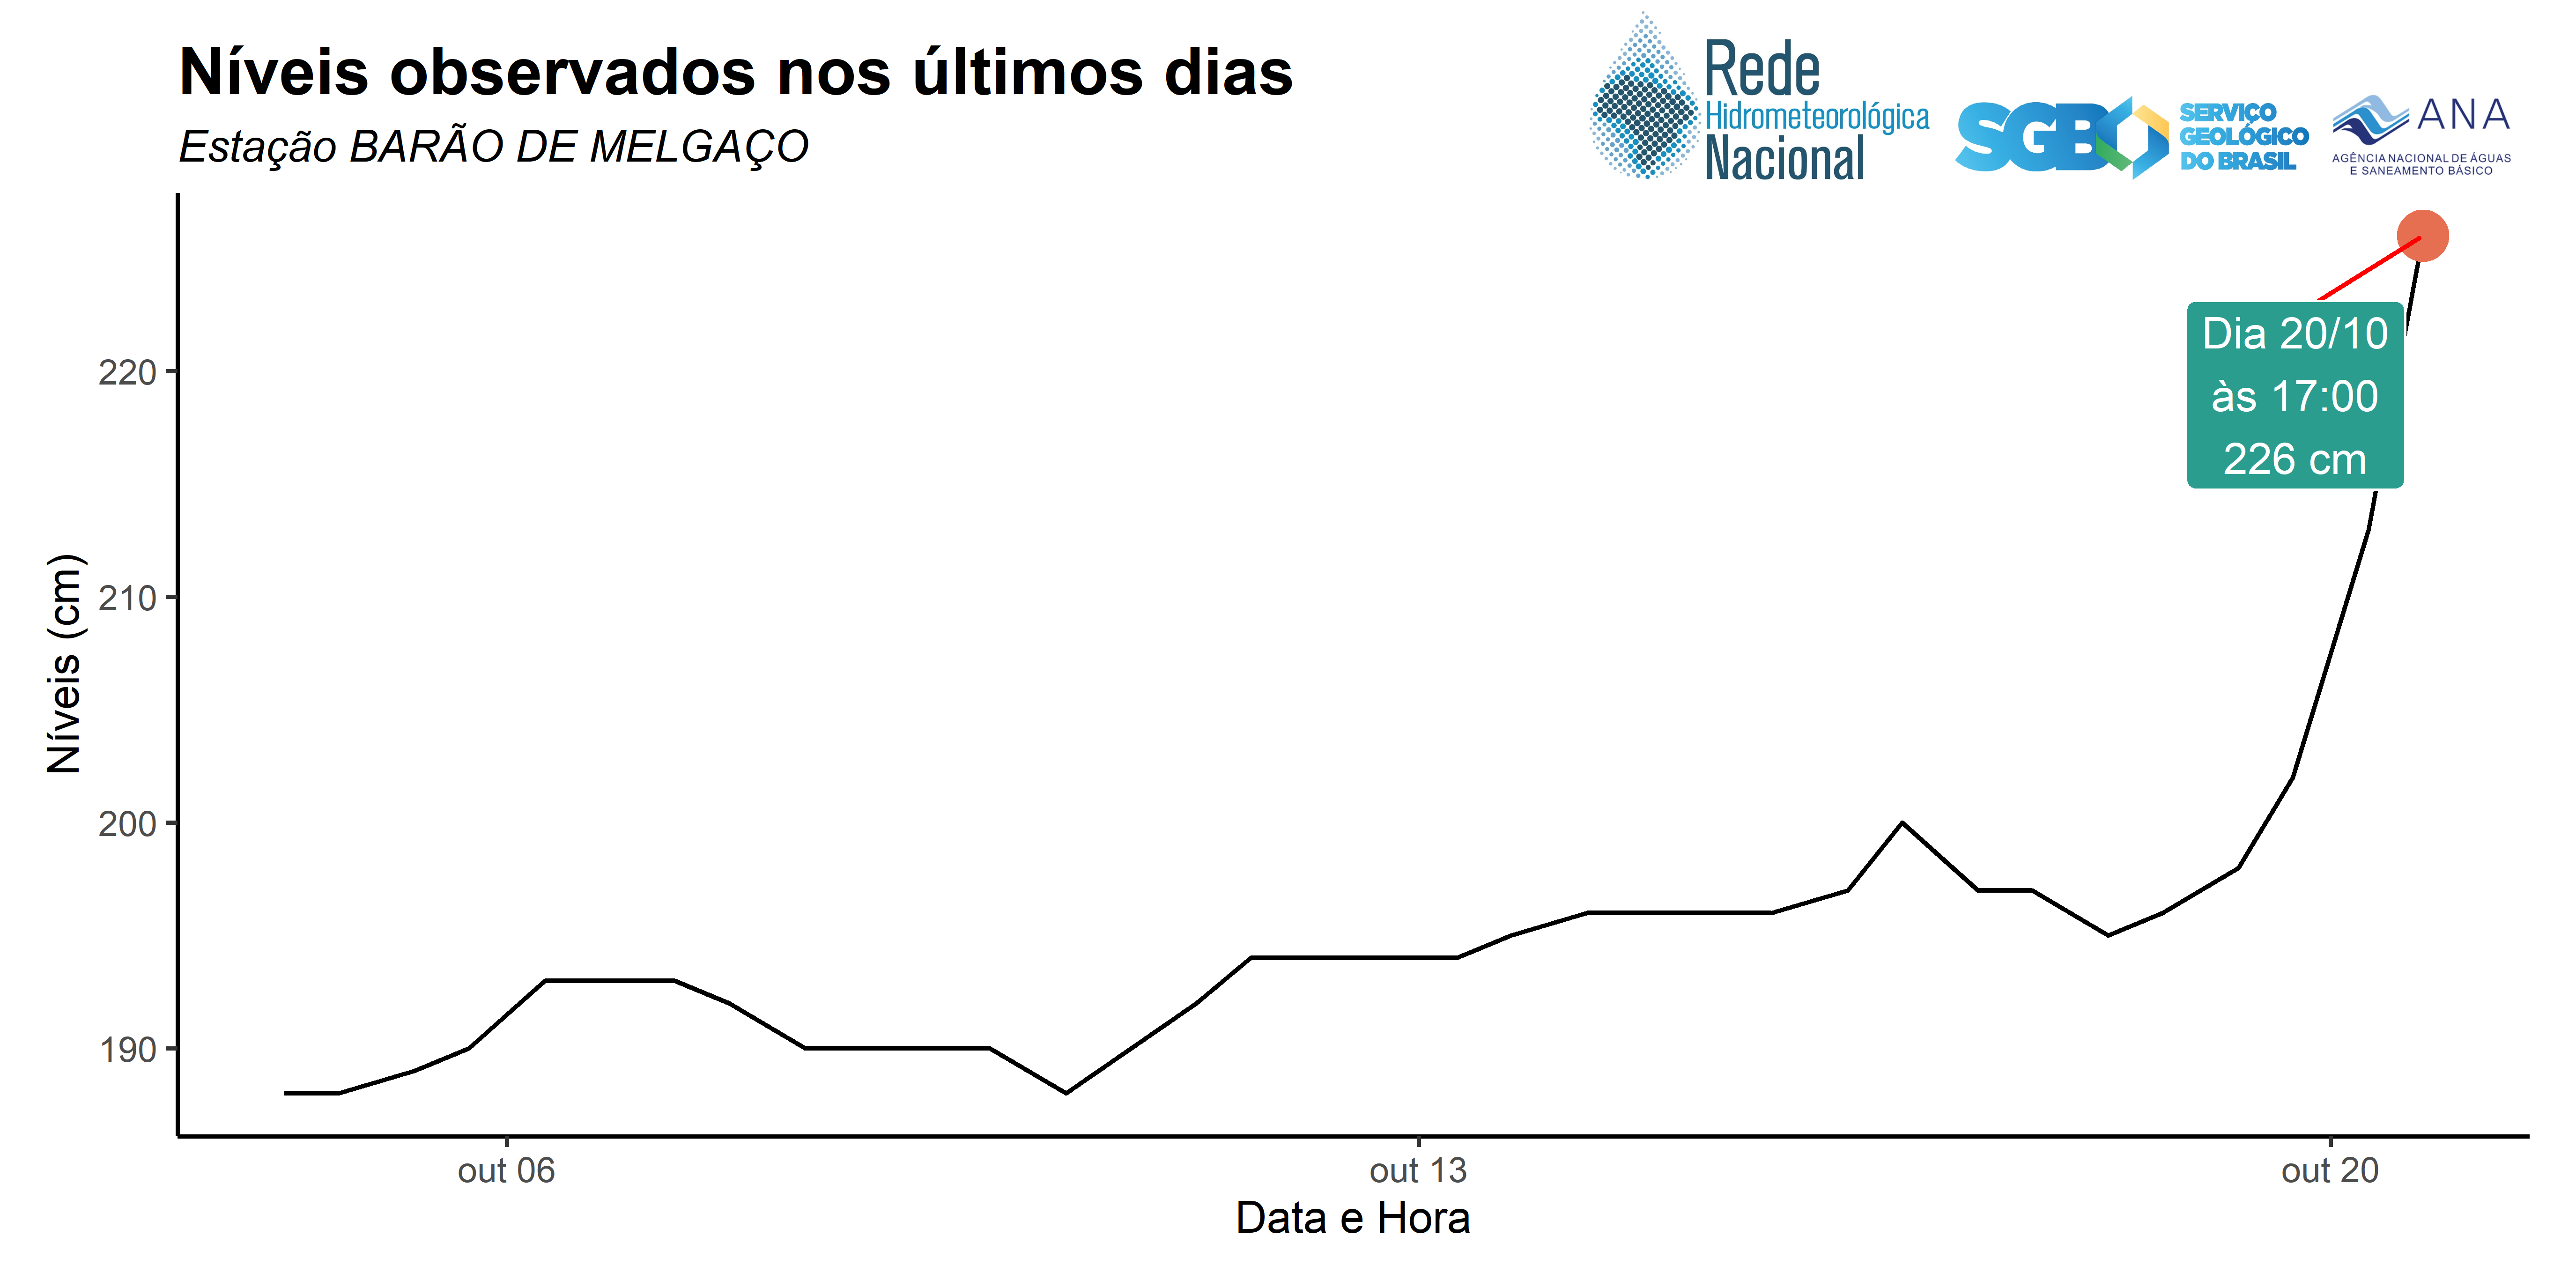 Níveis observados nos últimos dias
Estação BARÃO DE MELGAÇO
Rede
Hidrometeorológica
Nacional
SGB
SERVIÇO
GEOLÓGICO
DO BRASIL
ANA
AGÊNCIA NACIONAL DE ÁGUAS
E SANEAMENTO BÁSICO
Dia 20/10
às 17:00
226 cm
Níveis (cm)
220
210
200
190
out 06
out 13
out 20
Data e Hora